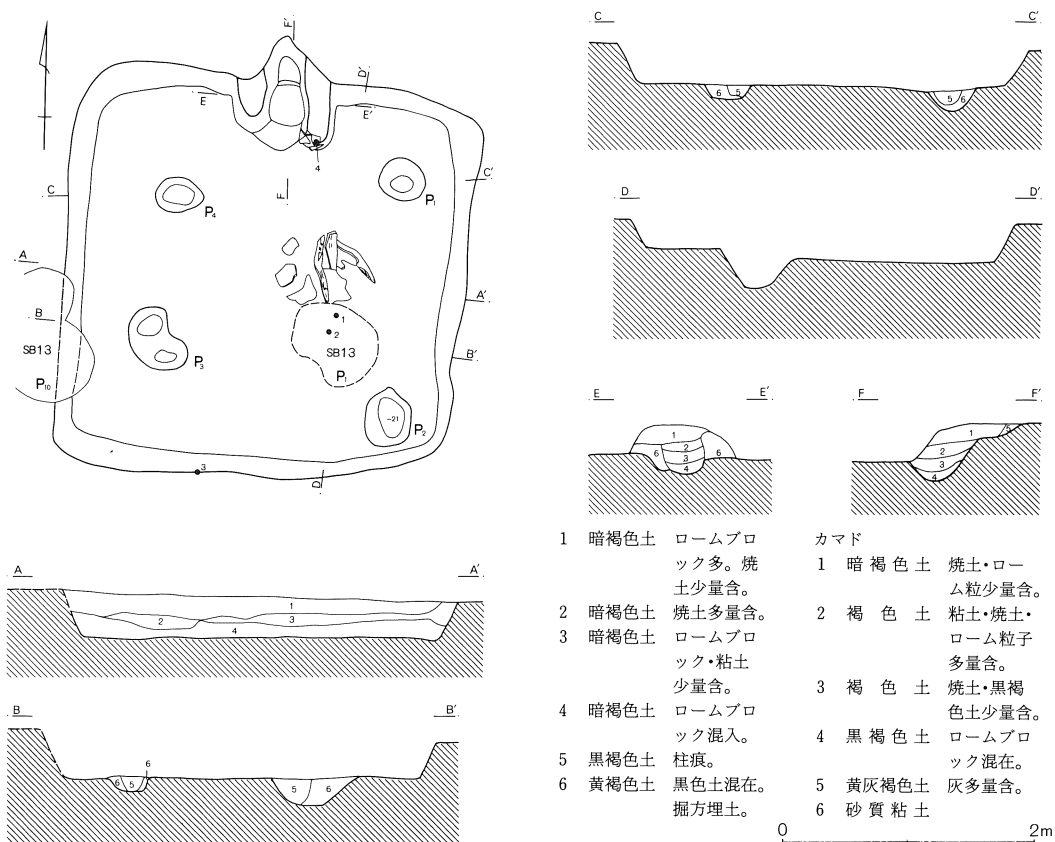 F'
D'
E
E'
4
C
C'
F
P4
P1
A
A'
1
B
2
B'
SB13
SB13
P10
P3
P1
-21
P2
3
D
A
A'
1
2
3
4
B
B'
6
6
5
5
6
C
C'
6
5
5
6
D
D'
E
E'
1
2
3
4
6
6
F
F'
1
2
3
4
5
1 暗褐色土 ロームブロ
ック多。焼
土少量含。
2 暗褐色土 焼土多量含。
3 暗褐色土 ロームブロ
ック・粘土
少量含。
4 暗褐色土 ロームブロ
ック混入。
5 黒褐色土 柱痕。
6 黄褐色土 黒色土混在。
掘方埋土。
カマド
1 暗褐色土 焼土・ロー
ム粒少量含。
2 褐色土 粘土・焼土・
ローム粒子
多量含。
3 褐色土 焼土・黒褐
色土少量含。
4 黒褐色土 ロームブロ
ック混在。
5 黄灰褐色土 灰多量含。
6 砂質粘土
0 2m